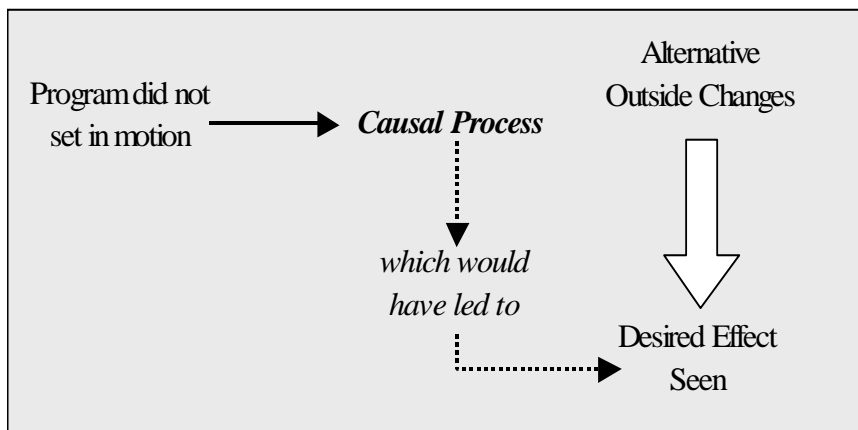 Program did not
set in motion
Causal Process
which would
have led to
Alternative
Outside Changes
Desired Effect
Seen